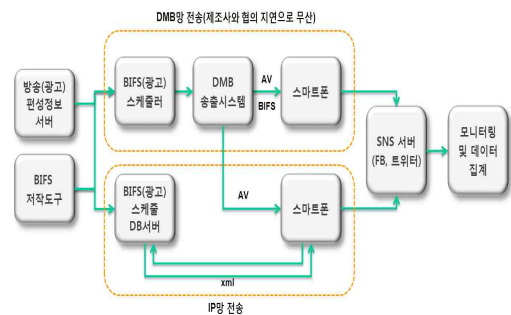 DMB망 전송(제조사와 협의 지연으로 무산)
방송(광고)
편성정보
서버
BIFS
저작도구
BIFS(광고)
스케줄러
DMB
송출시스템
AV
BIFS
스마트폰
BIFS(광고)
스케줄
DB서버
AV
스마트폰
xml
SNS 서버
(FB, 트위터)
모니터링
및 데이터
집계
IP망 전송